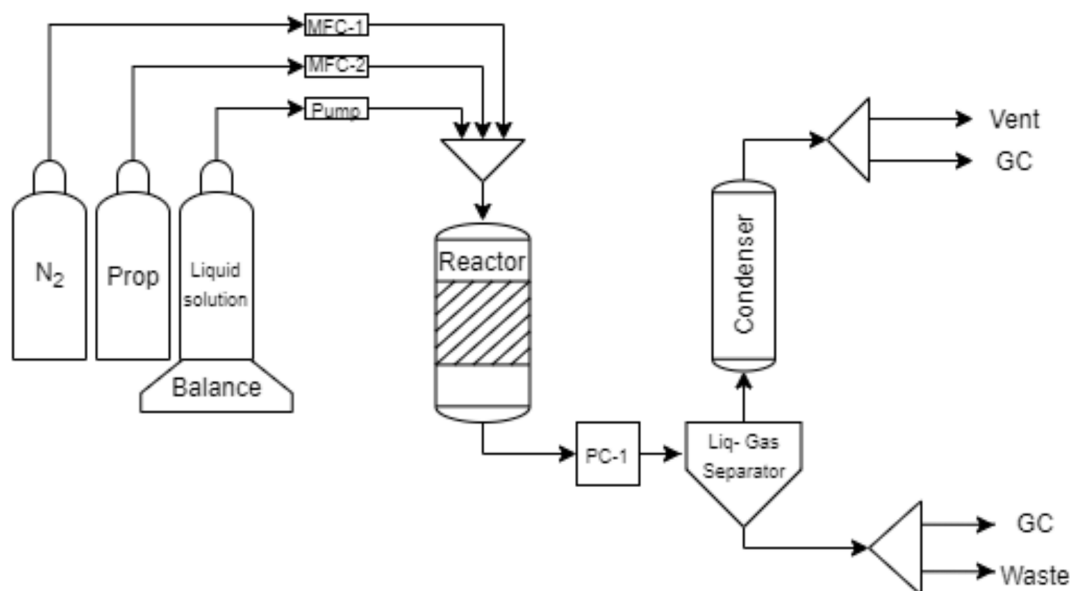 MFC-1
MFC-2
Pump
Vent
GC
N₂
Prop
Liquid
solution
Balance
Reactor
Condenser
PC-1
Liq- Gas
Separator
GC
Waste